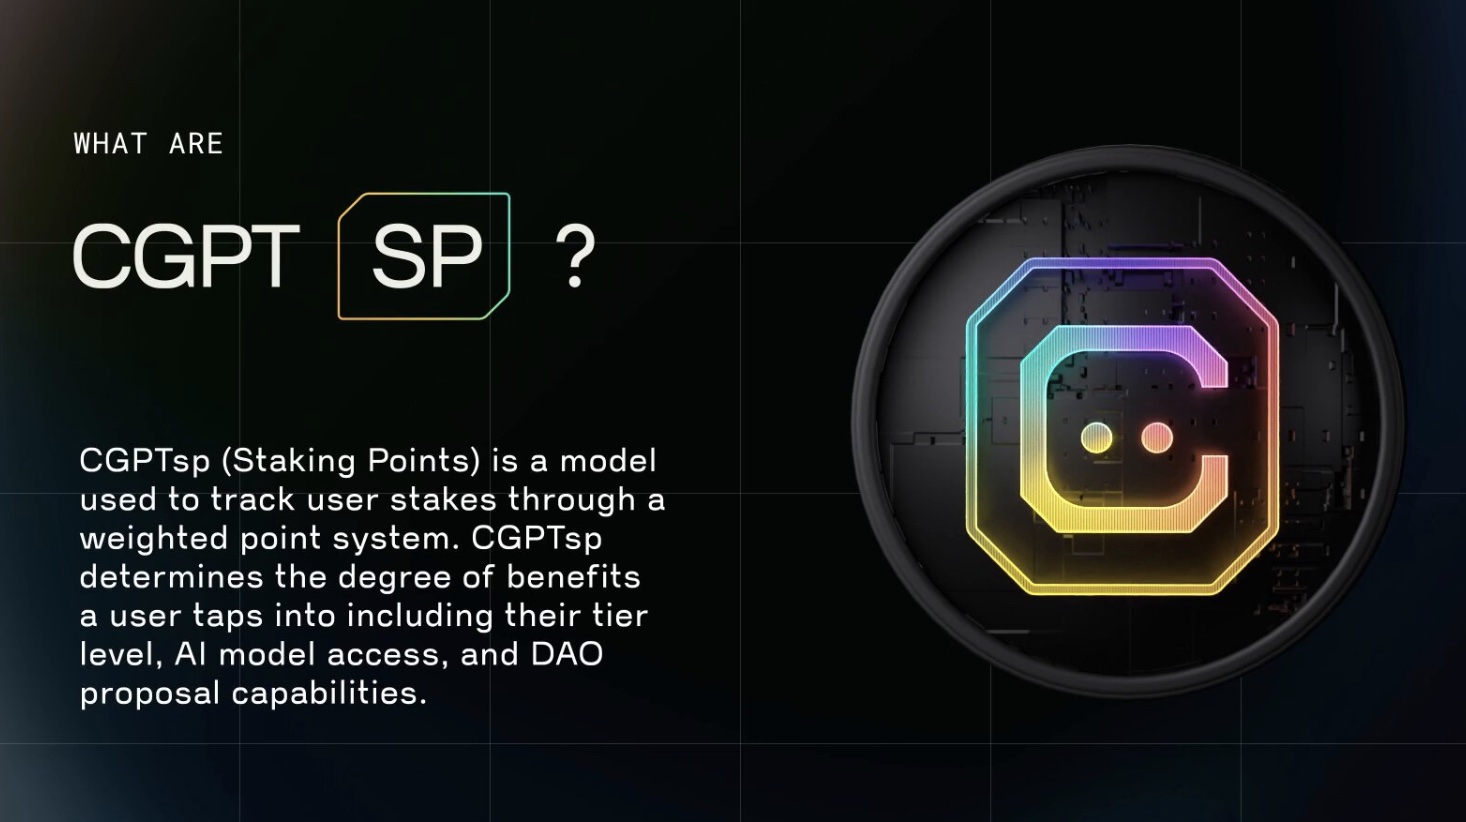 WHAT ARE
CGPT SP ?
CGPTsp (Staking Points) is a model
used to track user stakes through a
weighted point system. CGPTsp
determines the degree of benefits
a user taps into including their tier
level, AI model access, and DAO
proposal capabilities.